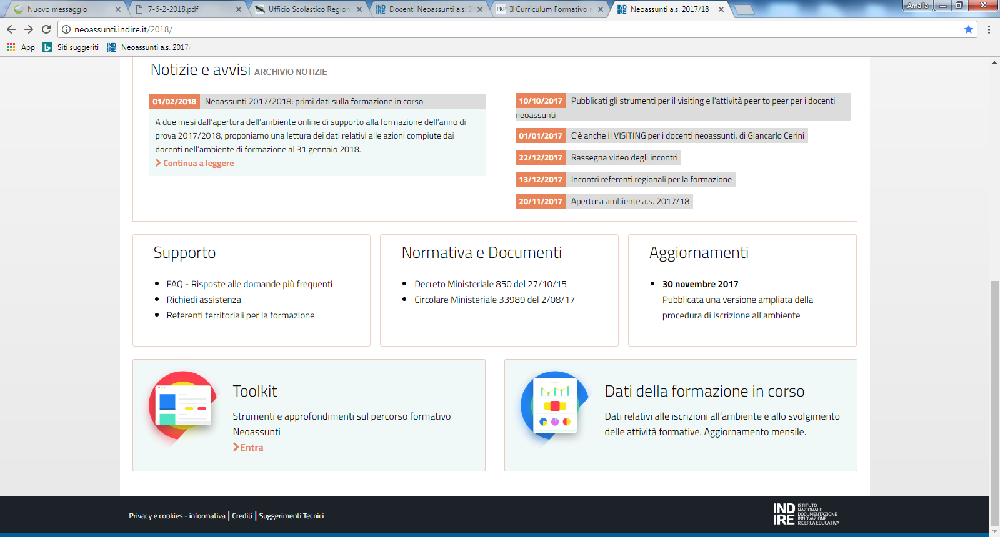 Nuovo messaggio
7-6-2-2018.pdf
Ufficio Scolastico Region
Docenti Neoassunti a.s. 2
Il Curriculum Formativo
Neoassunti a.s. 2017/18
Amalia
neoassunti.indire.it/2018/
App
Siti suggeriti
Neoassunti a.s. 2017/
Notizie e avvisi ARCHIVIO NOTIZIE
01/02/2018 Neoassunti 2017/2018: primi dati sulla formazione in corso
A due mesi dall'apertura dell'ambiente online di supporto alla formazione dell'anno di
prova 2017/2018, proponiamo una lettura dei dati relativi alle azioni compiute dai
docenti nell'ambiente di formazione al 31 gennaio 2018.
Continua a leggere
10/10/2017 Pubblicati gli strumenti per il visiting e l'attività peer to peer per i docenti
neoassunti
01/01/2017 C'è anche il VISITING per i docenti neoassunti, di Giancarlo Cerini
22/12/2017 Rassegna video degli incontri
13/12/2017 Incontri referenti regionali per la formazione
20/11/2017 Apertura ambiente a.s. 2017/18
Supporto
FAQ - Risposte alle domande più frequenti
Richiedi assistenza
Referenti territoriali per la formazione
Normativa e Documenti
Decreto Ministeriale 850 del 27/10/15
Circolare Ministeriale 33989 del 2/08/17
Aggiornamenti
30 novembre 2017
Pubblicata una versione ampliata della
procedura di iscrizione all'ambiente
Toolkit
Strumenti e approfondimenti sul percorso formativo
Neoassunti
Entra
Dati della formazione in corso
Dati relativi alle iscrizioni all'ambiente e allo svolgimento
delle attività formative. Aggiornamento mensile.
Privacy e cookies - informativa | Crediti | Suggerimenti Tecnici
IND
IRE
ISTITUTO
NAZIONALE
DOCUMENTAZIONE
INNOVAZIONE
RICERCA EDUCATIVA